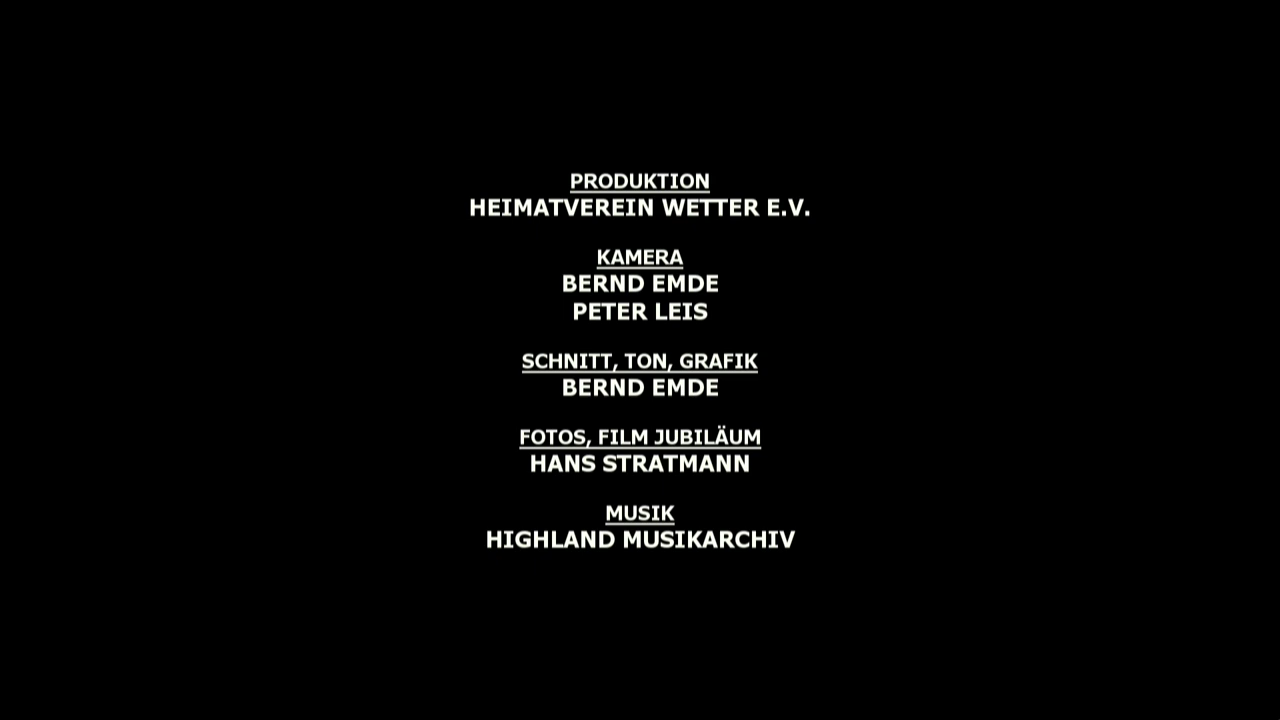 PRODUKTION
HEIMATVEREIN WETTER E.V.
KAMERA
BERND EMDE
PETER LEIS
SCHNITT, TON, GRAFIK
BERND EMDE
FOTOS, FILM JUBILÄUM
HANS STRATMANN
MUSIK
HIGHLAND MUSIKARCHIV